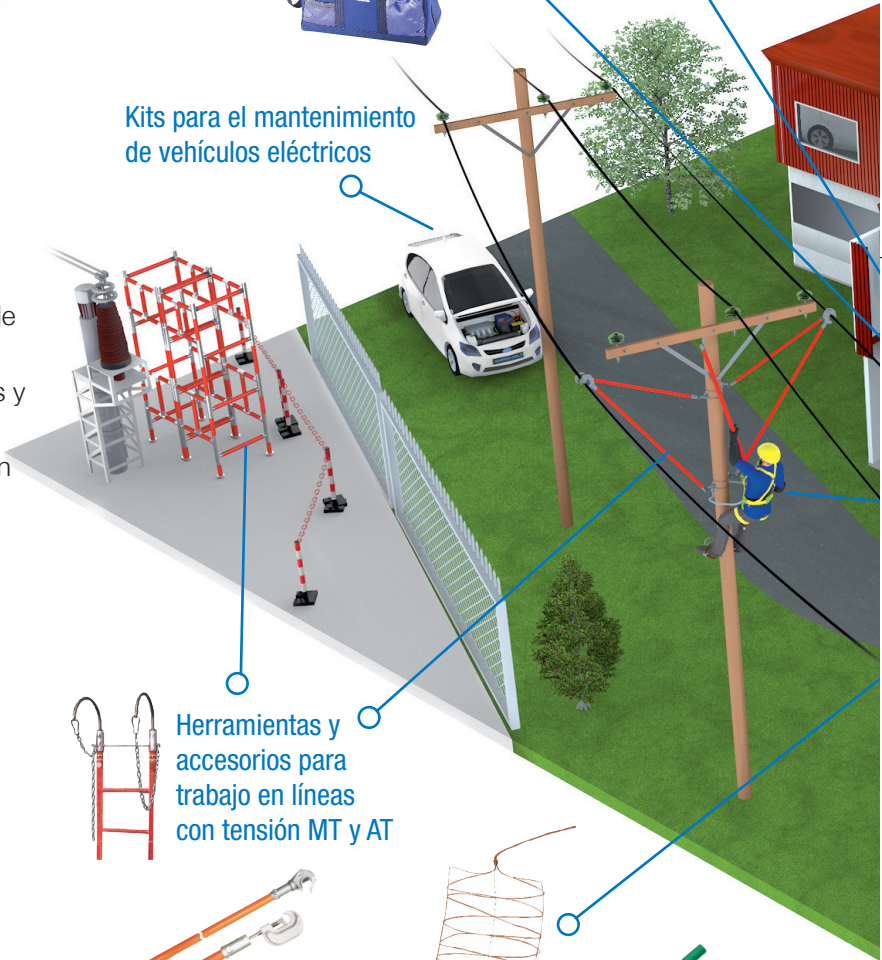 Kits para el mantenimiento
de vehículos eléctricos
s y
Herramientas y
accesorios para
trabajo en líneas
con tensión MT y AT